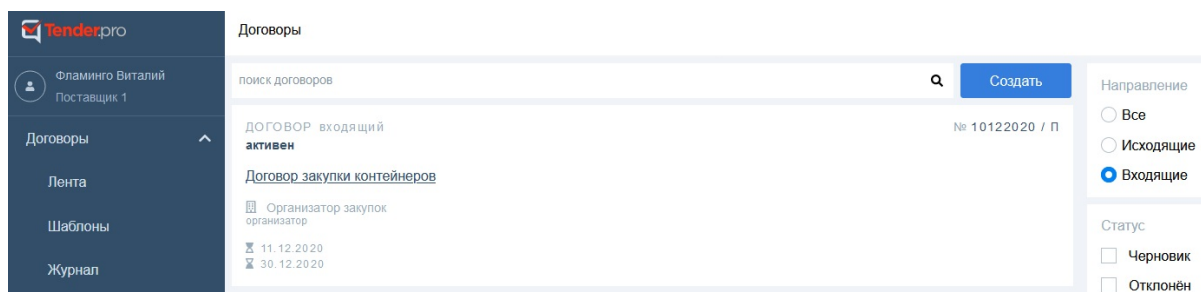 Tender.pro
Договоры
Фламинго Виталий
Поставщик 1
Договоры
Лента
Шаблоны
Журнал
поиск договоров
Создать
ДОГОВОР входящий
№ 10122020 / П
активен
Договор закупки контейнеров
Организатор закупок
организатор
11.12.2020
30.12.2020
Направление
Все
Исходящие
Входящие
Статус
Черновик
Отклонён